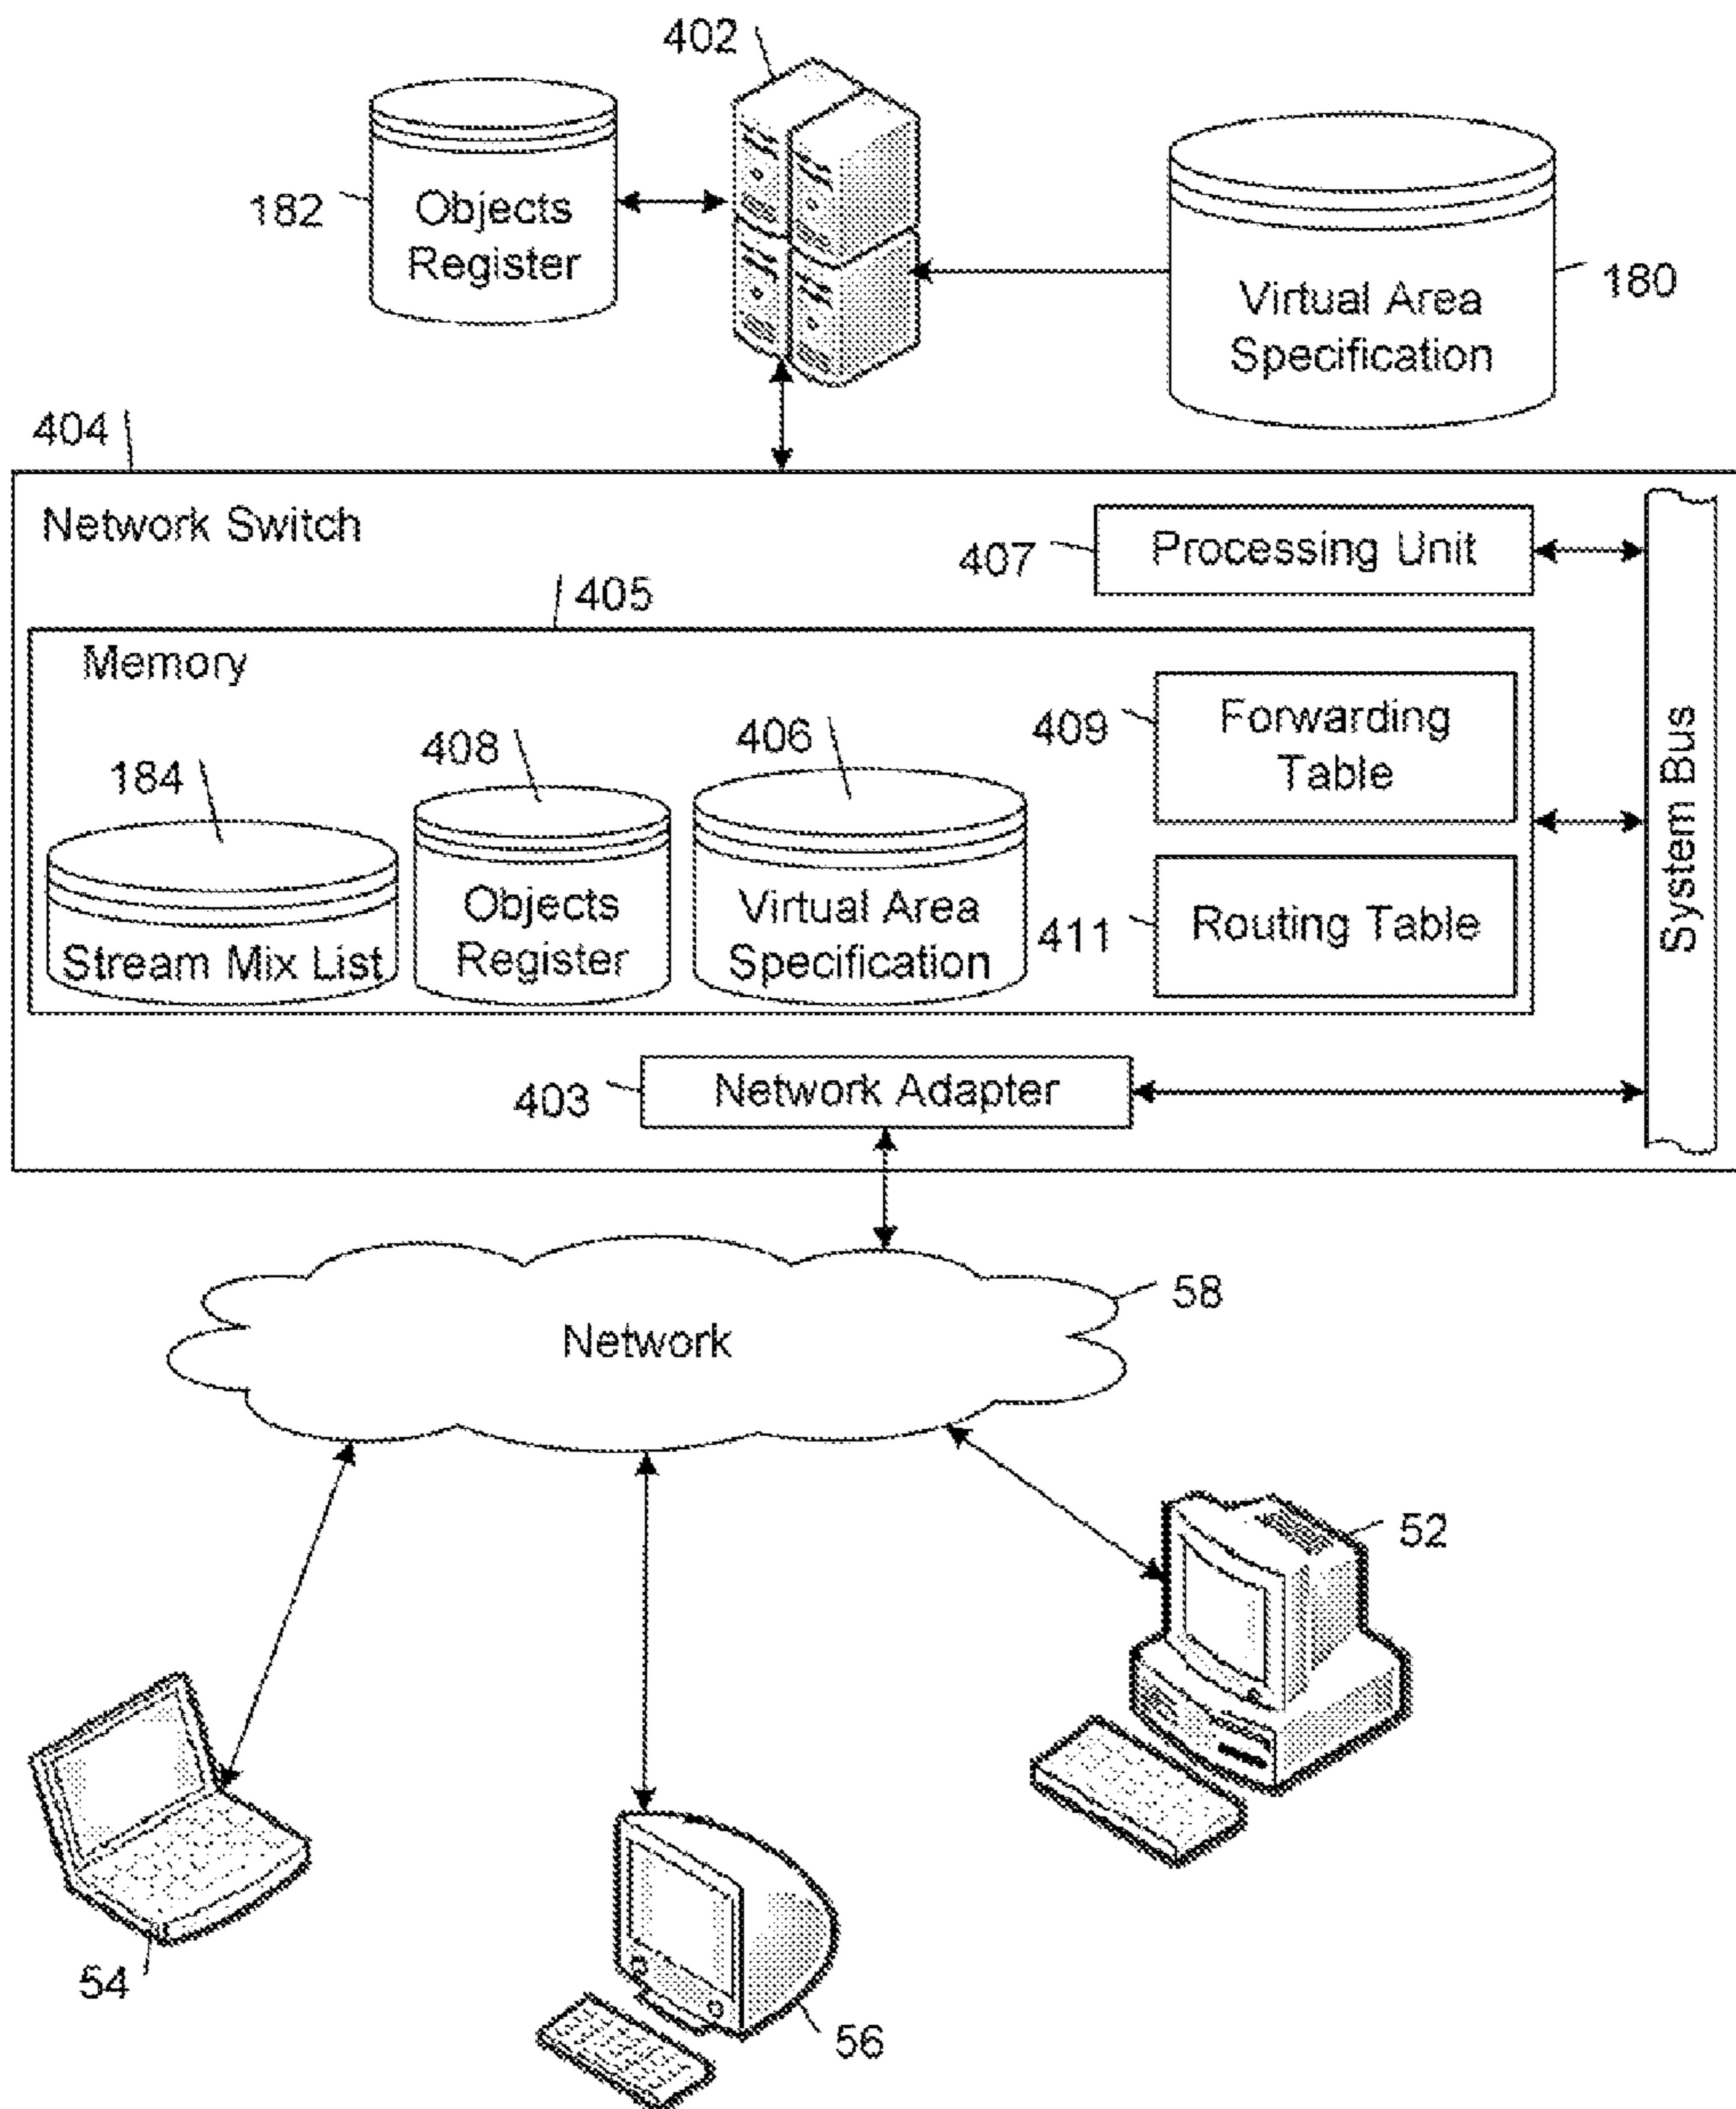 402
182
Objects
Register
Virtual Area
Specification
180
404
Network Switch
407
Processing Unit
405
Memory
184
408
406
409
Forwarding
Table
Stream Mix List
Objects
Register
Virtual Area
Specification
411
Routing Table
System Bus
403
Network Adapter
58
Network
52
54
56